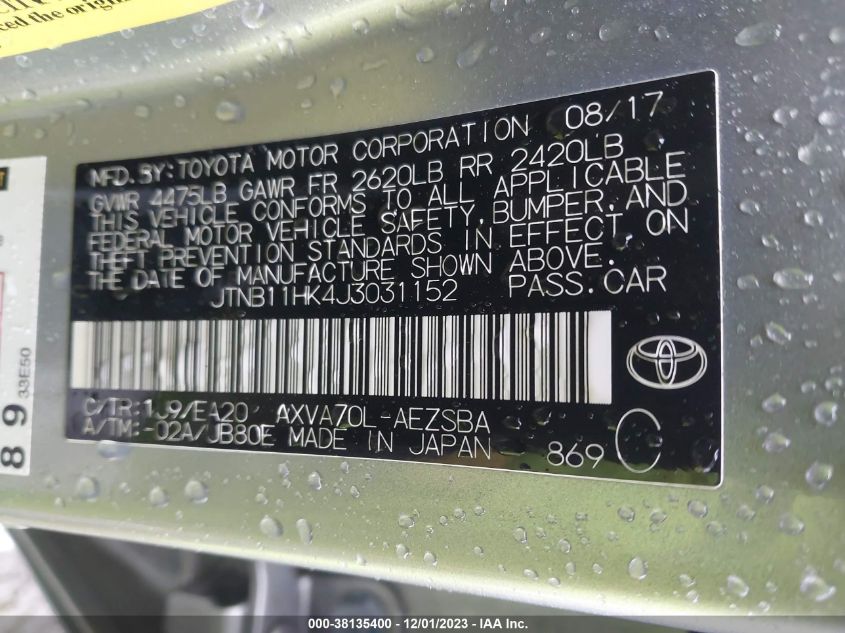 ced the origin
MFD. BY: TOYOTA MOTOR CORPORATION 08/17
GVWR 4475LB GAWR FR 2620LB RR 2420LB
THIS VEHICLE CONFORMS TO ALL APPLICABLE
FEDERAL MOTOR VEHICLE SAFETY, BUMPER, AND
THEFT PREVENTION STANDARDS IN EFFECT ON
THE DATE OF MANUFACTURE SHOWN ABOVE.
JTNB11HK4J3031152 PASS. CAR
C/TR: 1J9/EA20 AXVA70L-AEZSBA
A/TM: -02A/JB80E MADE IN JAPAN
869 C
89
33E50
000-38135400 - 12/01/2023 - IAA Inc.